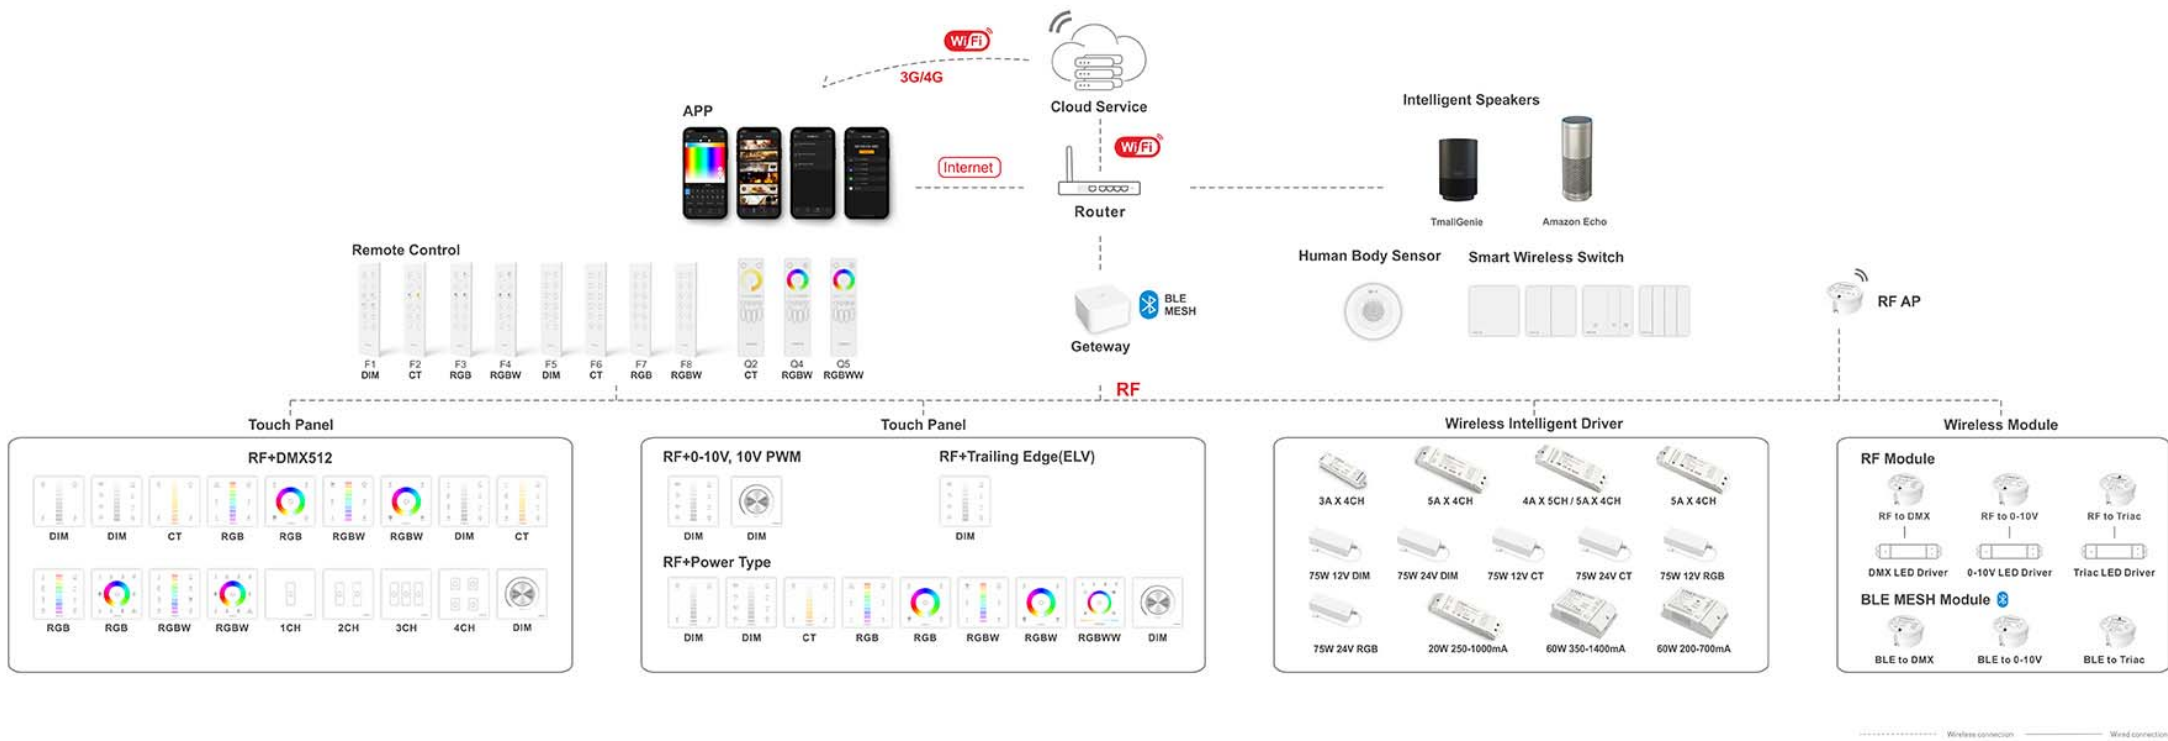 WiFi
3G/4G
Cloud Service
APP
Intelligent Speakers
Internet
WiFi
Router
TmallGenie
Amazon Echo
Remote Control
F1 F2 F3 F4 F5 F6 F7 F8 Q2 Q4 Q5
DIM CT RGB RGBW DIM CT RGB RGBW CT RGBW RGBWW
BLE
MESH
Geteway
Human Body Sensor
Smart Wireless Switch
RF AP
RF
Touch Panel
RF+DMX512
DIM DIM CT RGB RGB RGBW RGBW DIM CT
RGB RGB RGBW RGBW 1CH 2CH 3CH 4CH DIM
Touch Panel
RF+0-10V, 10V PWM
DIM DIM
RF+Trailing Edge(ELV)
DIM
RF+Power Type
DIM DIM CT RGB RGB RGBW RGBW RGBWW DIM
Wireless Intelligent Driver
3A X 4CH 5A X 4CH 4A X 5CH / 5A X 4CH 5A X 4CH
75W 12V DIM 75W 24V DIM 75W 12V CT 75W 24V CT 75W 12V RGB
75W 24V RGB 20W 250-1000mA 60W 350-1400mA 60W 200-700mA
Wireless Module
RF Module
RF to DMX RF to 0-10V RF to Triac
DMX LED Driver 0-10V LED Driver Triac LED Driver
BLE MESH Module
BLE to DMX BLE to 0-10V BLE to Triac
Wireless connection Wired connection